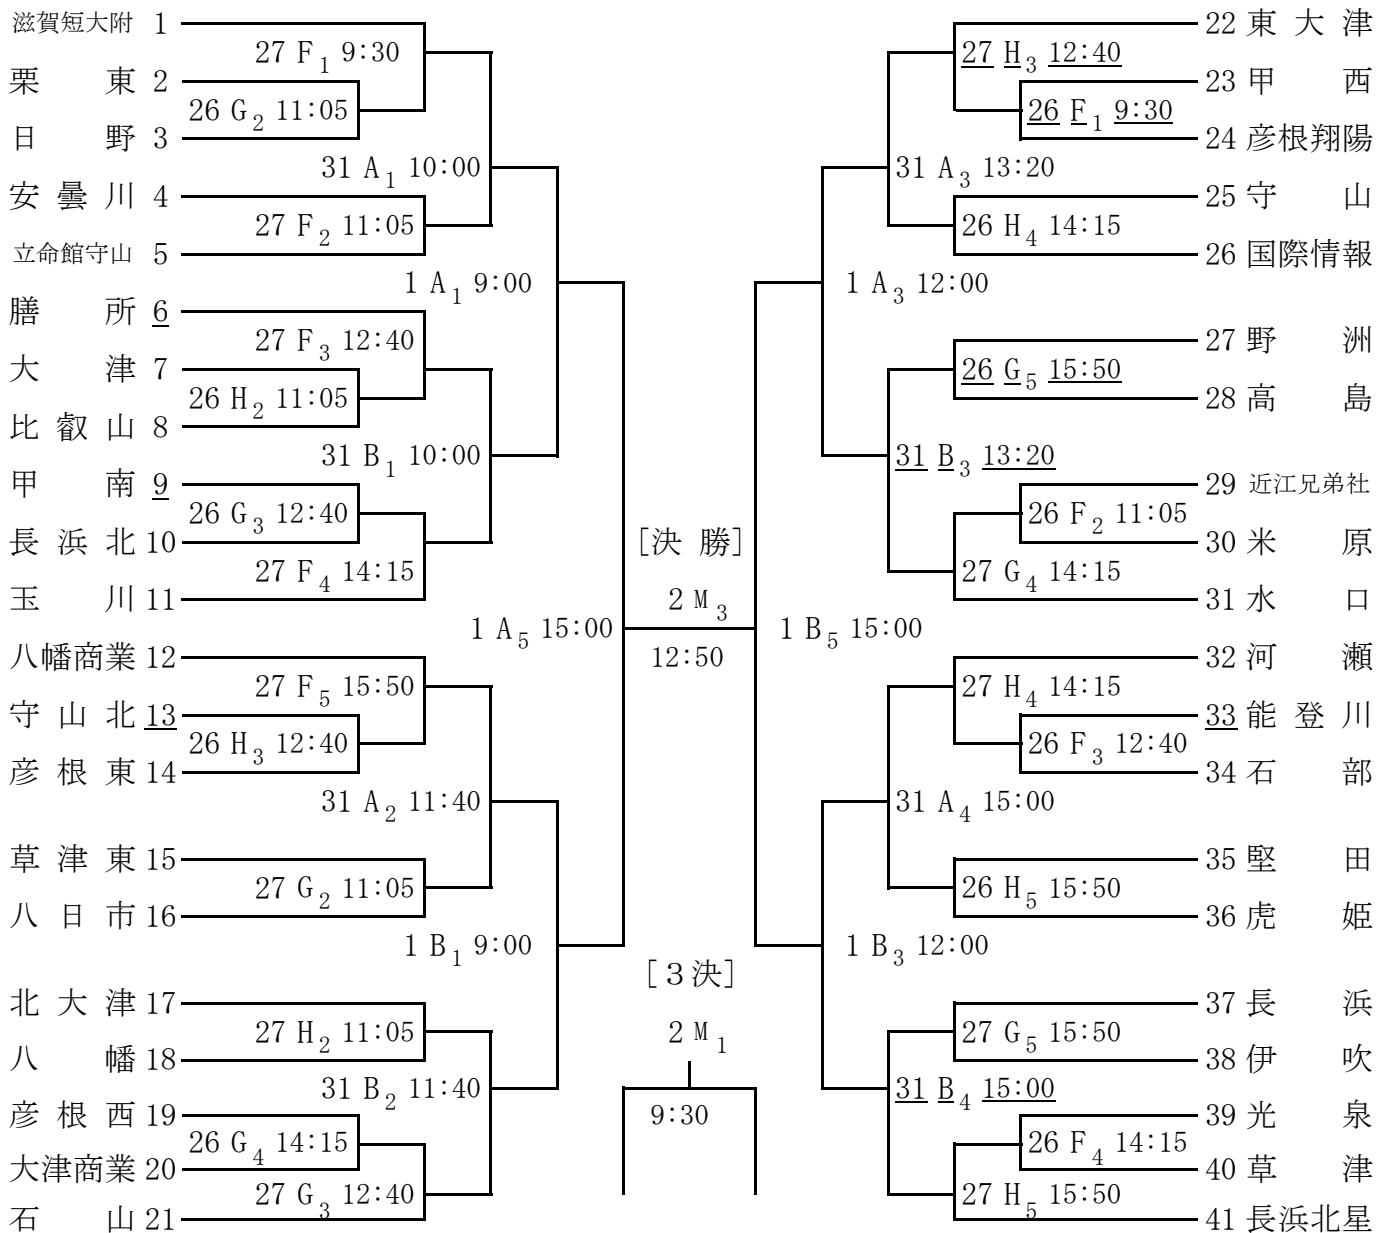 滋賀短大附 1
27 F1 9:30
栗東 2
26 G2 11:05
日野 3
31 A1 10:00
安曇川 4
27 F2 11:05
立命館守山 5
1 A1 9:00
膳所 6
27 F3 12:40
大津 7
26 H2 11:05
比叡山 8
31 B1 10:00
甲南 9
26 G3 12:40
長浜北 10
27 F4 14:15
玉川 11
1 A5 15:00
八幡商業 12
27 F5 15:50
守山北 13
26 H3 12:40
彦根東 14
31 A2 11:40
草津東 15
27 G2 11:05
八日市 16
1 B1 9:00
北大津 17
27 H2 11:05
八幡 18
31 B2 11:40
彦根西 19
26 G4 14:15
大津商業 20
27 G3 12:40
石山 21
[決 勝]
2 M3
12:50
[3決]
2 M1
9:30
22 東大津
27 H3 12:40
23 甲西
26 F1 9:30
24 彦根翔陽
31 A3 13:20
25 守山
26 H4 14:15
26 国際情報
1 A3 12:00
27 野洲
26 G5 15:50
28 高島
31 B3 13:20
29 近江兄弟社
26 F2 11:05
30 米原
27 G4 14:15
31 水口
1 B5 15:00
32 河瀬
27 H4 14:15
33 能登川
26 F3 12:40
34 石部
31 A4 15:00
35 堅田
26 H5 15:50
36 虎姫
1 B3 12:00
37 長浜
27 G5 15:50
38 伊吹
31 B4 15:00
39 光泉
26 F4 14:15
40 草津
27 H5 15:50
41 長浜北星